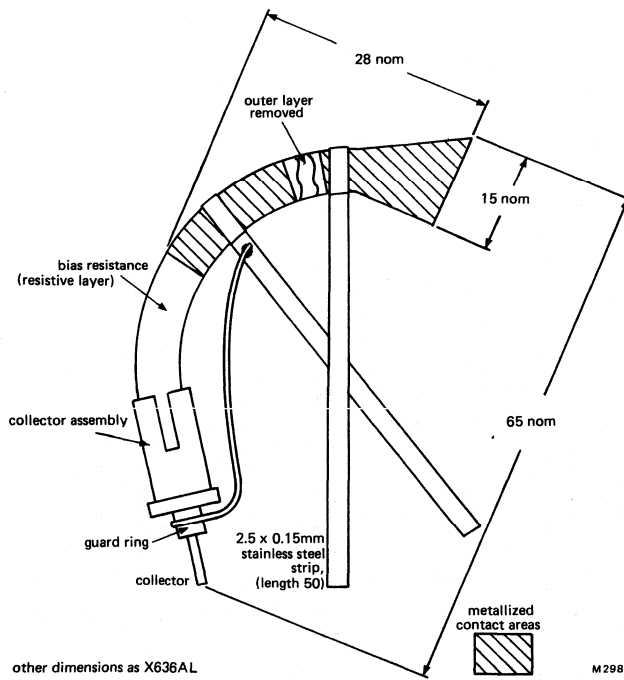 28 nom
outer layer
removed
15 nom
bias resistance
(resistive layer)
65 nom
collector assembly
guard ring
2.5 x 0.15mm
stainless steel
strip,
(length 50)
collector
metallized
contact areas
other dimensions as X636AL
M298